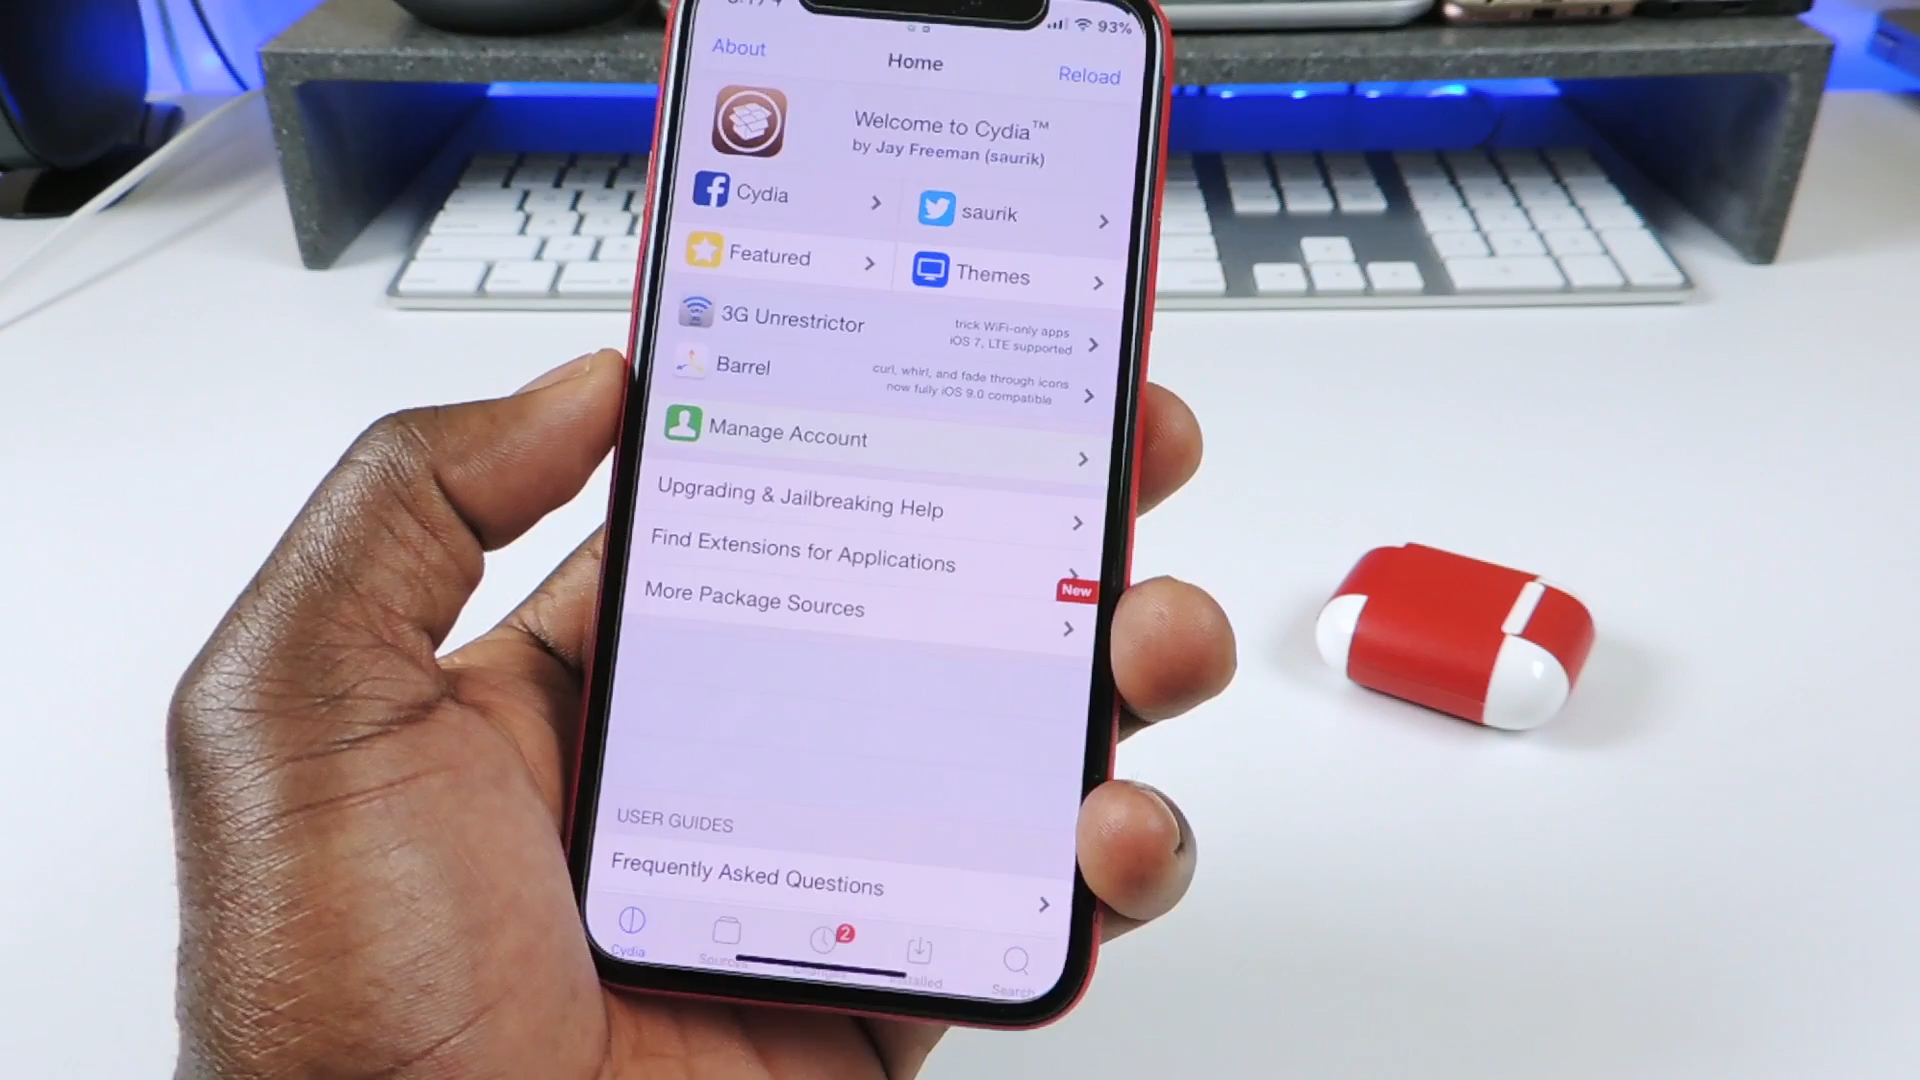 93%
About
Home
Reload
Welcome to Cydia™
by Jay Freeman (saurik)
Cydia
saurik
Featured
Themes
3G Unrestrictor
trick WiFi-only apps
iOS 7, LTE supported
Barrel
curl, whirl, and fade through icons
now fully iOS 9.0 compatible
Manage Account
Upgrading & Jailbreaking Help
Find Extensions for Applications
New
More Package Sources
USER GUIDES
Frequently Asked Questions
2
Cydia
Sources
Changes
Installed
Search